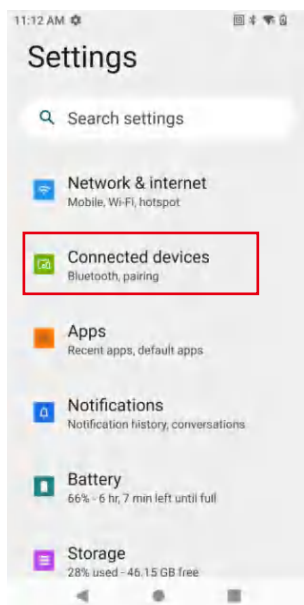 11:12 AM
Settings
Search settings
Network & internet
Mobile, Wi-Fi, hotspot
Connected devices
Bluetooth, pairing
Apps
Recent apps, default apps
Notifications
Notification history, conversations
Battery
66% - 6 hr, 7 min left until full
Storage
28% used - 46.15 GB free